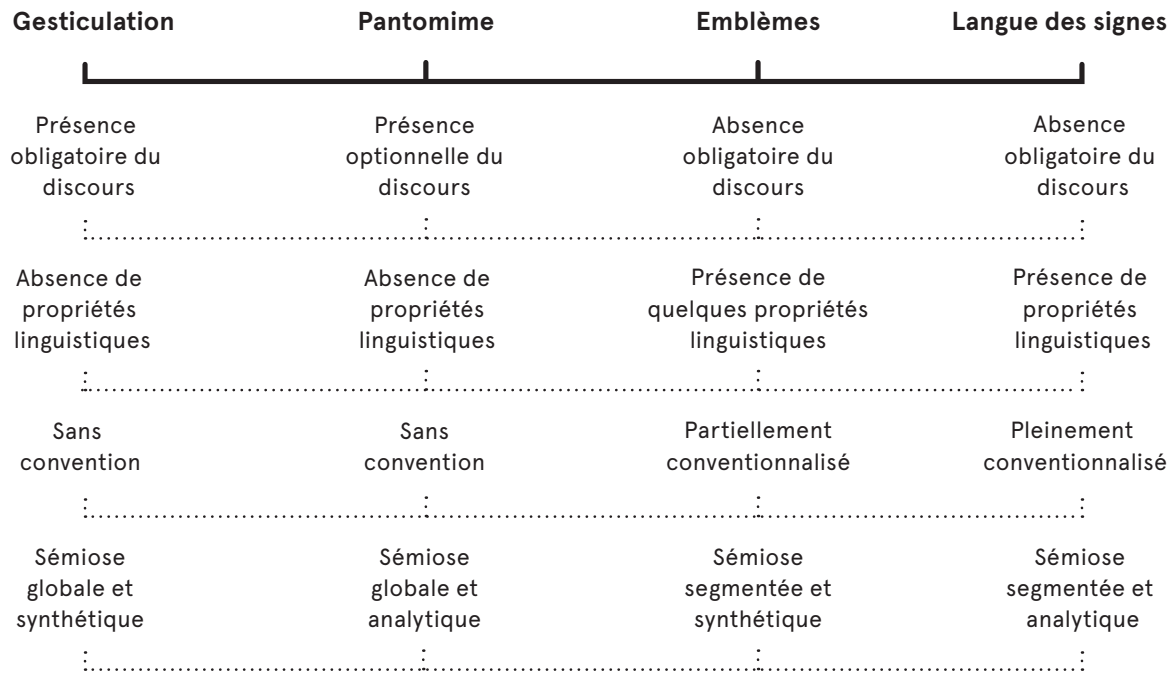 Gesticulation Pantomime Emblèmes Langue des signes
Présence
obligatoire du
discours
Présence
optionnelle du
discours
Absence
obligatoire du
discours
Absence
obligatoire du
discours
Absence de
propriétés
linguistiques
Absence de
propriétés
linguistiques
Présence de
quelques propriétés
linguistiques
Présence de
propriétés
linguistiques
Sans
convention
Sans
convention
Partiellement
conventionnalisé
Pleinement
conventionnalisé
Sémiose
globale et
synthétique
Sémiose
globale et
analytique
Sémiose
segmentée et
synthétique
Sémiose
segmentée et
analytique